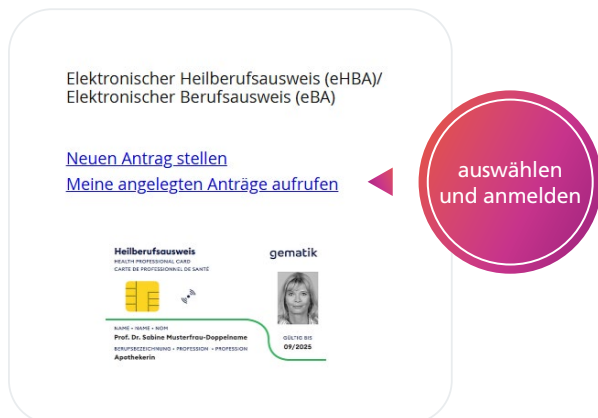 Elektronischer Heilberufsausweis (eHBA)/
Elektronischer Berufsausweis (eBA)
Neuen Antrag stellen
Meine angelegten Anträge aufrufen
auswählen
und anmelden
Heilberufsausweis
HEALTH PROFESSIONAL CARD
CARTE DE PROFESSIONNEL DE SANTÉ
gematik
NAME • NAME • NOM
Prof. Dr. Sabine Musterfrau-Doppelname
BERUFSBEZEICHNUNG • PROFESSION • PROFESSION
Apothekerin
GÜLTIG BIS
09/2025